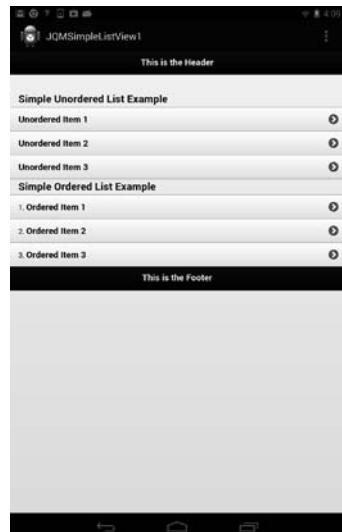 4:09
JQMSimpleListView1
This is the Header
Simple Unordered List Example
Unordered Item 1
Unordered Item 2
Unordered Item 3
Simple Ordered List Example
1. Ordered Item 1
2. Ordered Item 2
3. Ordered Item 3
This is the Footer